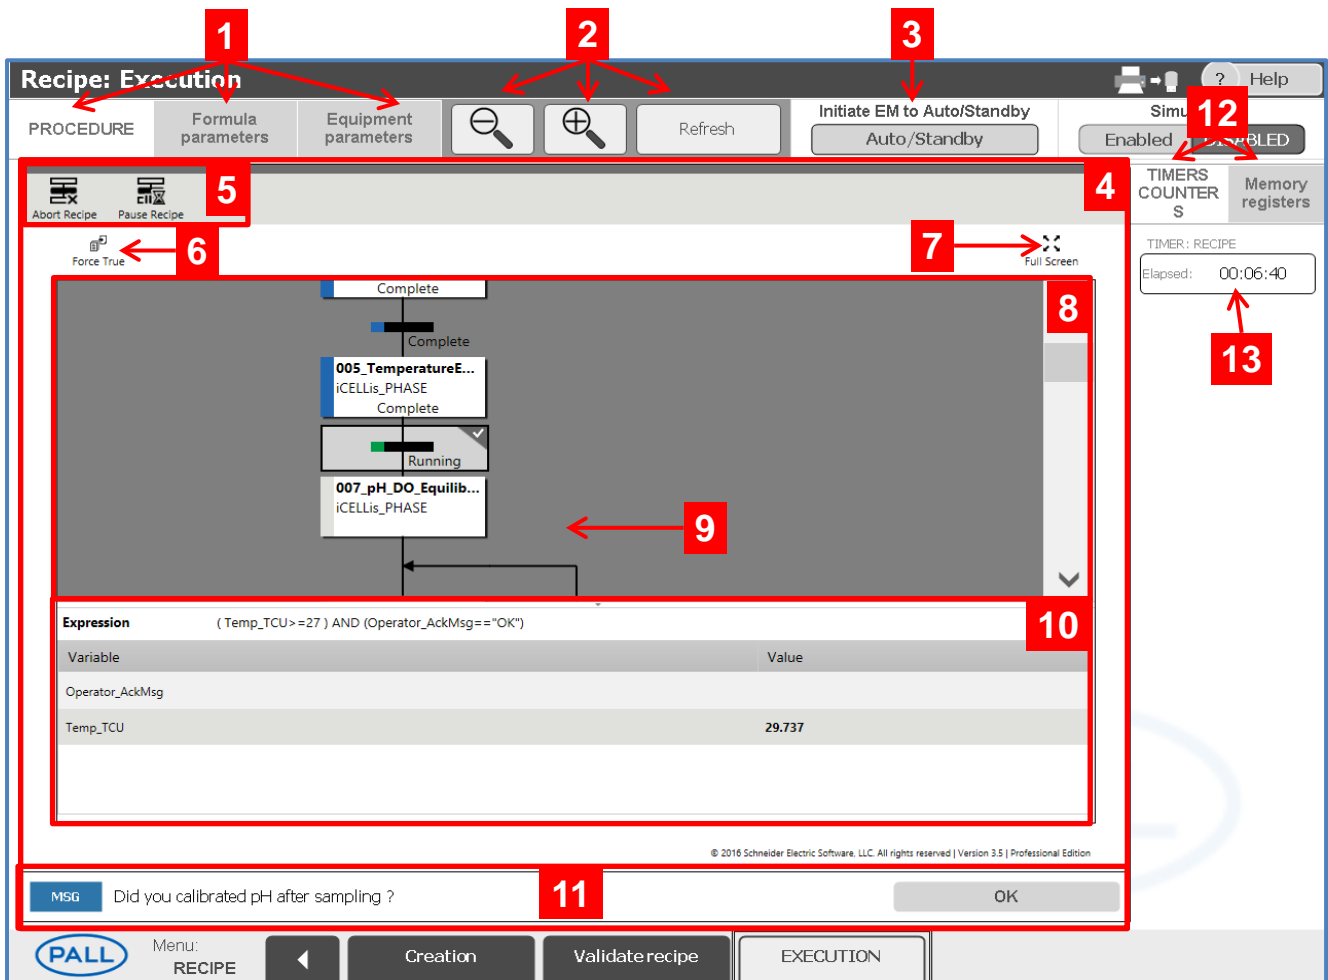 1
2
3
Recipe: Execution
? Help
PROCEDURE
Formula
parameters
Equipment
parameters
Refresh
Initiate EM to Auto/Standby
Auto/Standby
Simu
Enabled
DISABLED
12
5
4
Abort Recipe
Pause Recipe
TIMERS
COUNTER
S
Memory
registers
6
Force True
7
Full Screen
TIMER: RECIPE
Elapsed: 00:06:40
13
8
Complete
Complete
005_TemperatureE...
iCELLis_PHASE
Complete
Running
007_pH_DO_Equilib...
iCELLis_PHASE
9
10
Expression ( Temp_TCU>=27 ) AND (Operator_AckMsg=="OK")
Variable Value
Operator_AckMsg
Temp_TCU 29.737
© 2016 Schneider Electric Software, LLC. All rights reserved | Version 3.5 | Professional Edition
11
MSG Did you calibrated pH after sampling ? OK
PALL
Menu:
RECIPE
Creation
Validate recipe
EXECUTION